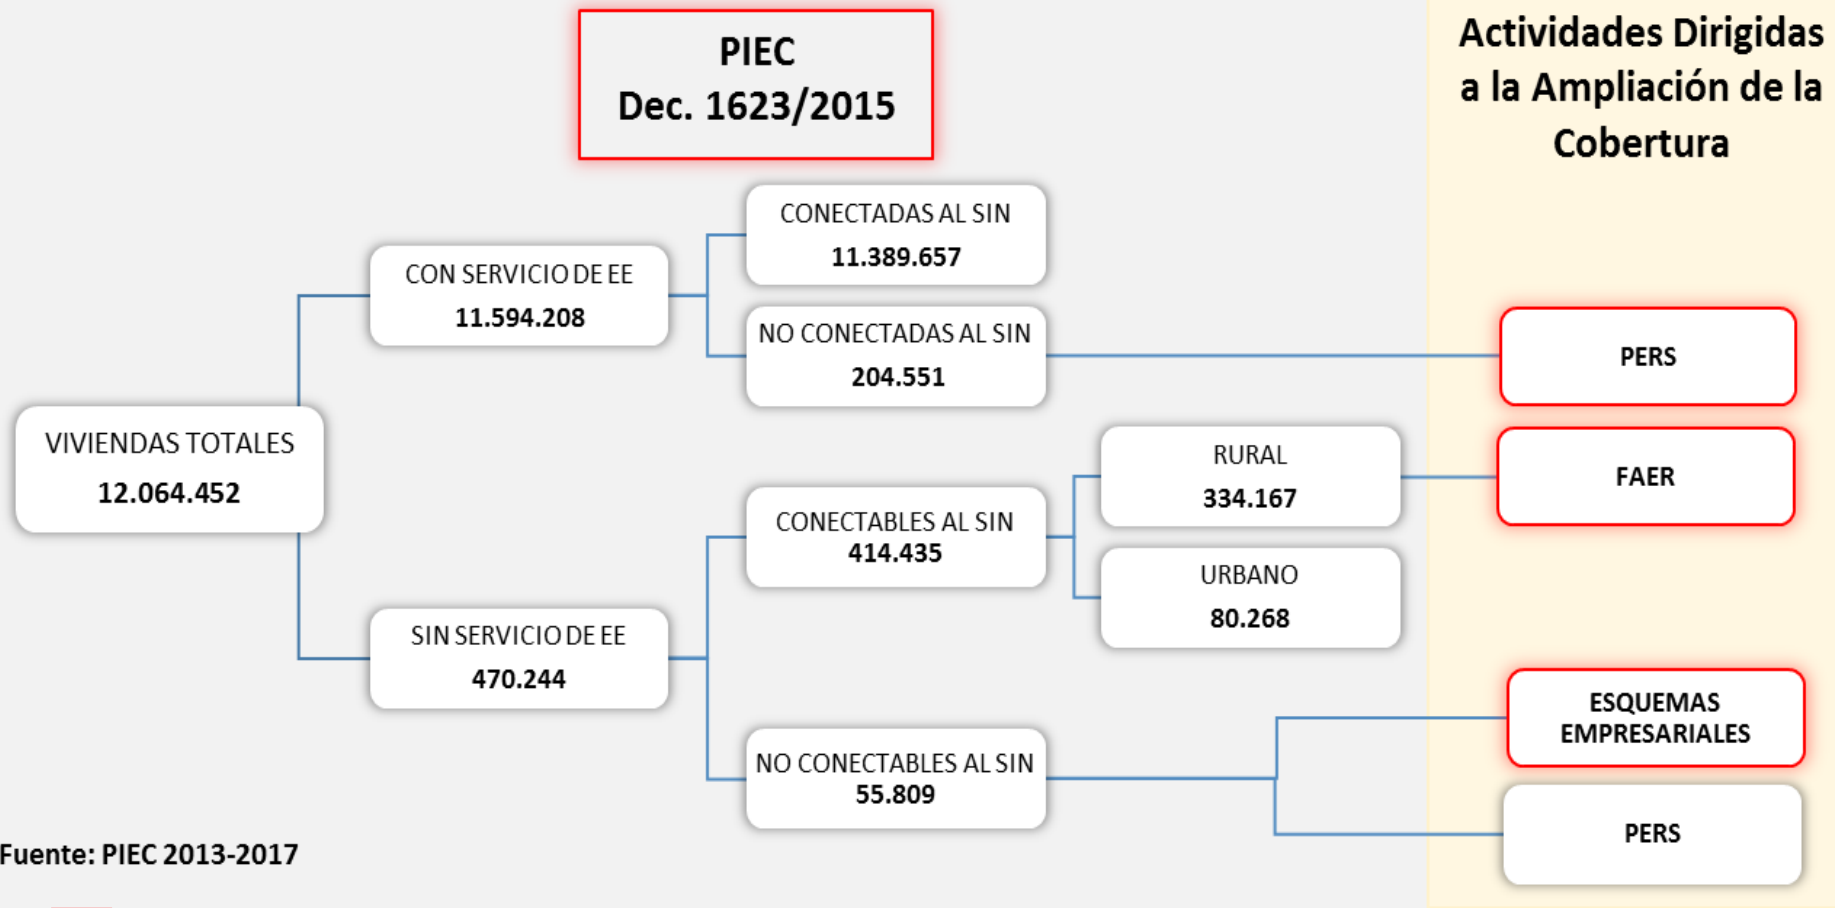 PIEC
Dec. 1623/2015
Actividades Dirigidas
a la Ampliación de la
Cobertura
VIVIENDAS TOTALES
12.064.452
CON SERVICIO DE EE
11.594.208
CONECTADAS AL SIN
11.389.657
NO CONECTADAS AL SIN
204.551
PERS
SIN SERVICIO DE EE
470.244
CONECTABLES AL SIN
414.435
RURAL
334.167
FAER
URBANO
80.268
NO CONECTABLES AL SIN
55.809
ESQUEMAS
EMPRESARIALES
PERS
Fuente: PIEC 2013-2017